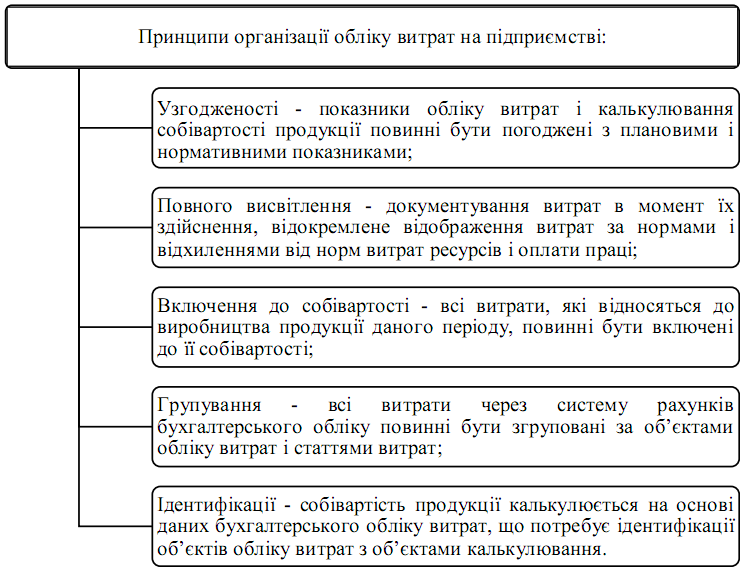 Принципи організації обліку витрат на підприємстві:
Узгодженості - показники обліку витрат і калькулювання
собівартості продукції повинні бути погоджені з плановими і
нормативними показниками;
Повного висвітлення - документування витрат в момент їх
здійснення, відокремлене відображення витрат за нормами і
відхиленнями від норм витрат ресурсів і оплати праці;
Включення до собівартості - всі витрати, які відносяться до
виробництва продукції даного періоду, повинні бути включені
до її собівартості;
Групування - всі витрати через систему рахунків
бухгалтерського обліку повинні бути згруповані за об’єктами
обліку витрат і статтями витрат;
Ідентифікації - собівартість продукції калькулюється на основі
даних бухгалтерського обліку витрат, що потребує ідентифікації
об’єктів обліку витрат з об’єктами калькулювання.